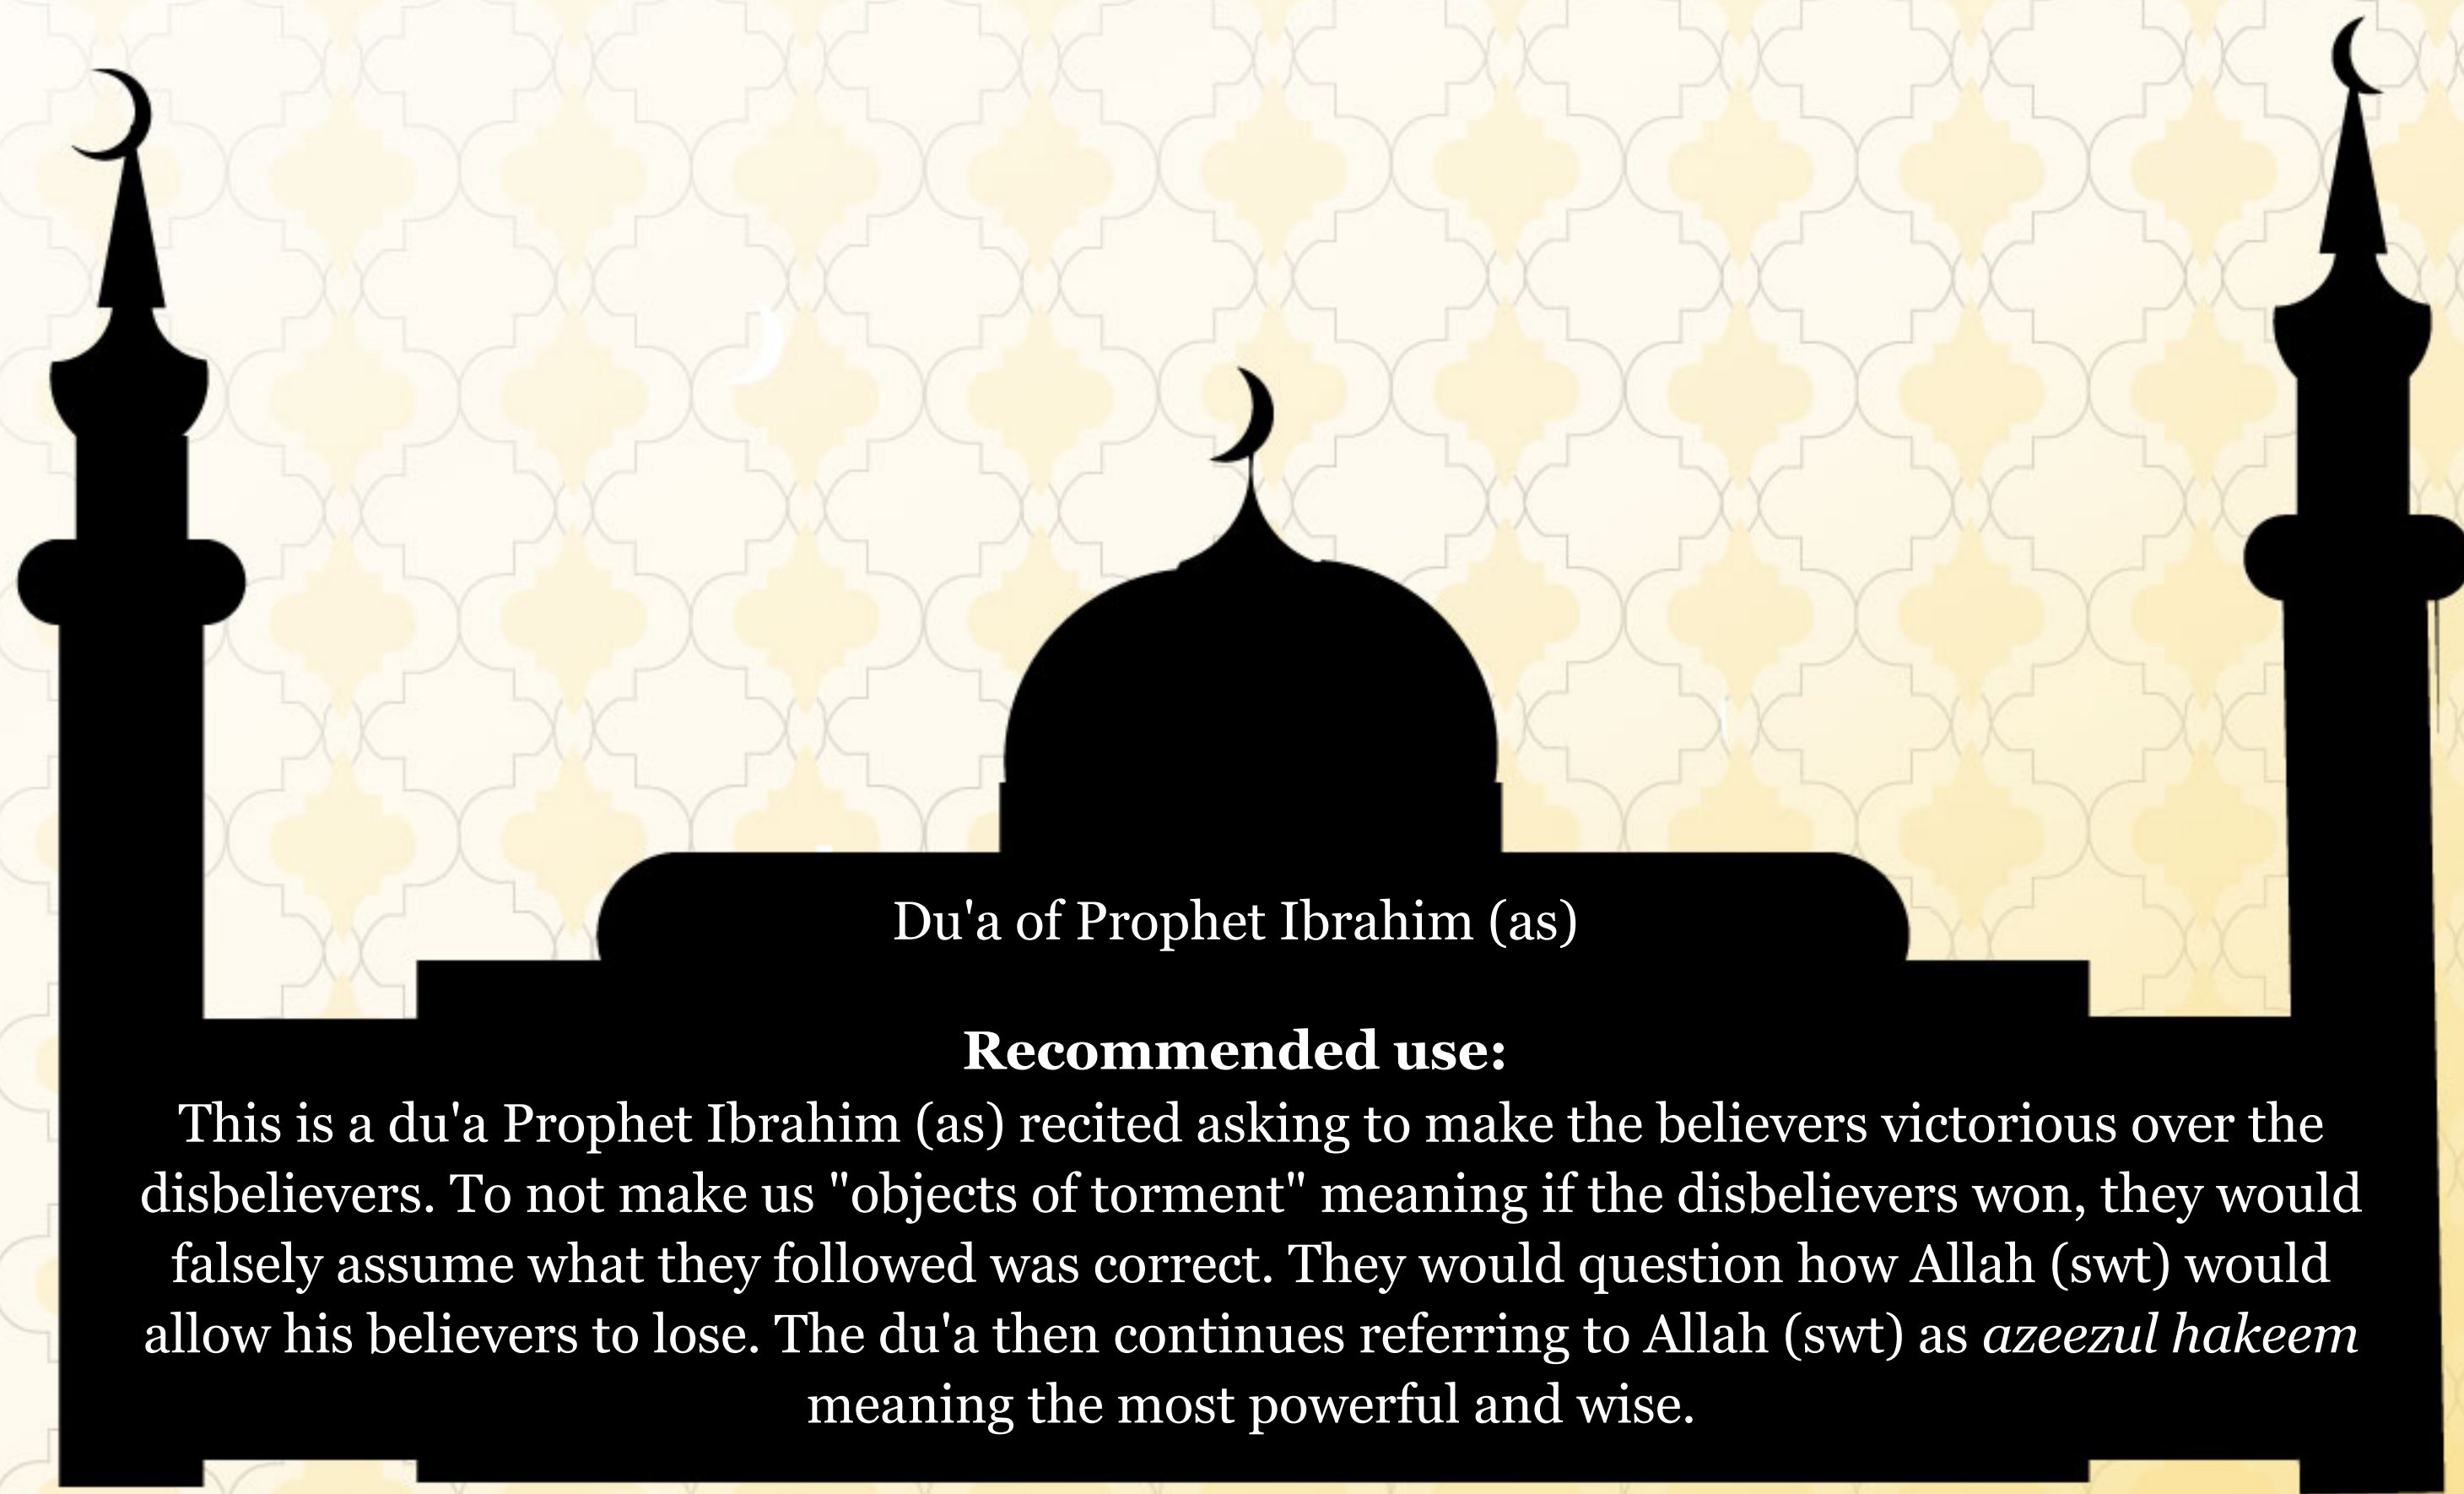 Du'a of Prophet Ibrahim (as)
Recommended use:
This is a du'a Prophet Ibrahim (as) recited asking to make the believers victorious over the
disbelievers. To not make us "objects of torment" meaning if the disbelievers won, they would
falsely assume what they followed was correct. They would question how Allah (swt) would
allow his believers to lose. The du'a then continues referring to Allah (swt) as azeezul hakeem
meaning the most powerful and wise.